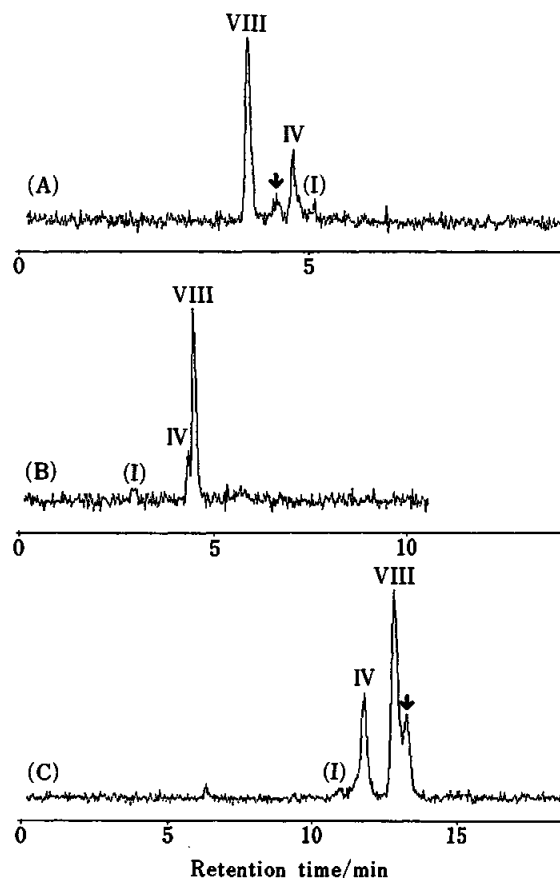 VIII
IV
(A) (I)
0 5
VIII
IV
(B) (I)
0 5 10
VIII
IV
(C) (I)
0 5 10 15
Retention time/min